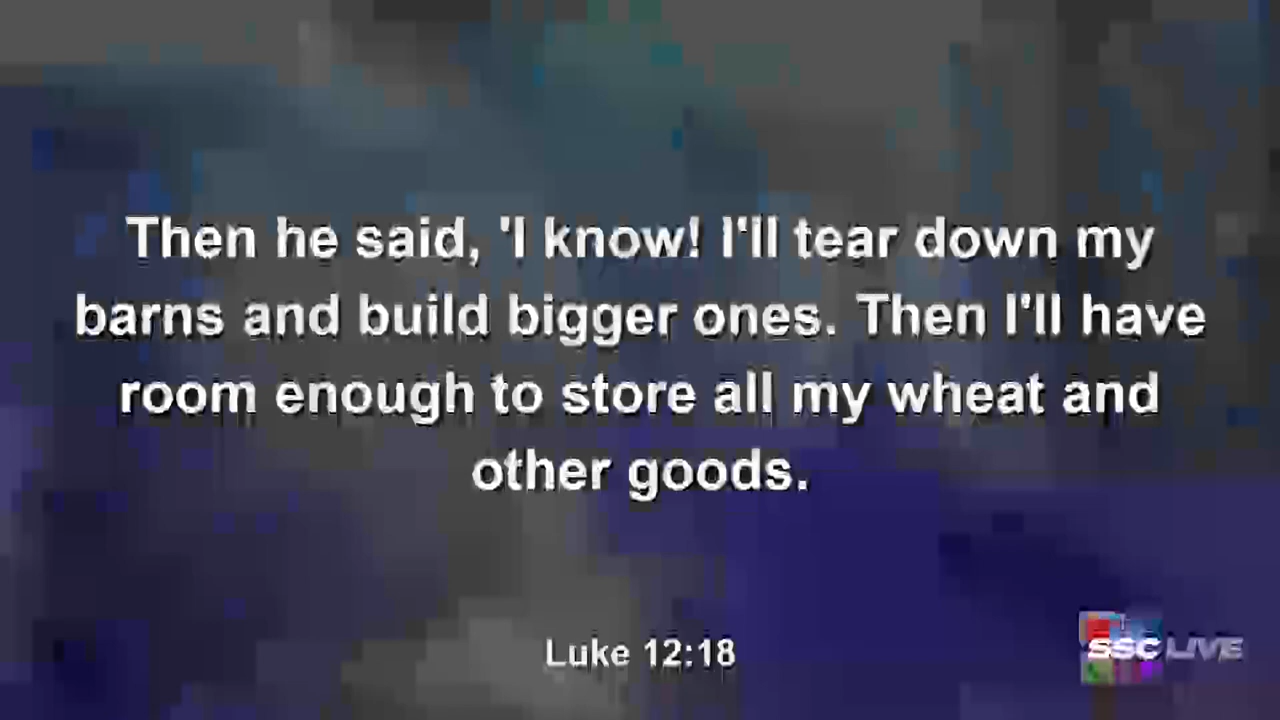 Then he said, 'I know! I'll tear down my
barns and build bigger ones. Then I'll have
room enough to store all my wheat and
other goods.
Luke 12:18
SSC LIVE